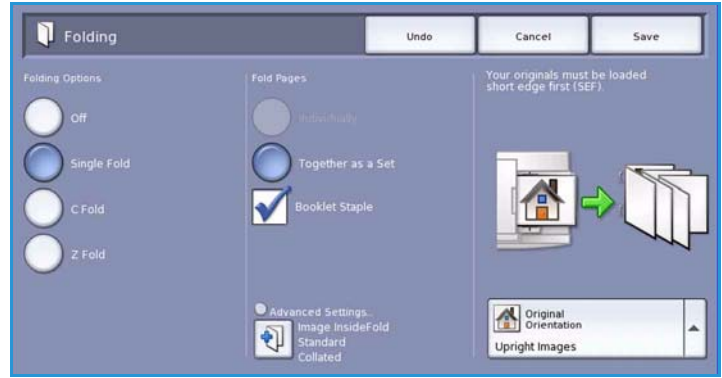 Folding
Undo
Cancel
Save
Folding Options
Off
Single Fold
C Fold
Z Fold
Fold Pages
Individually
Together as a Set
Booklet Staple
Advanced Settings...
Image InsideFold
Standard
Collated
Your originals must be loaded
short edge first (SEF).
Original
Orientation
Upright Images